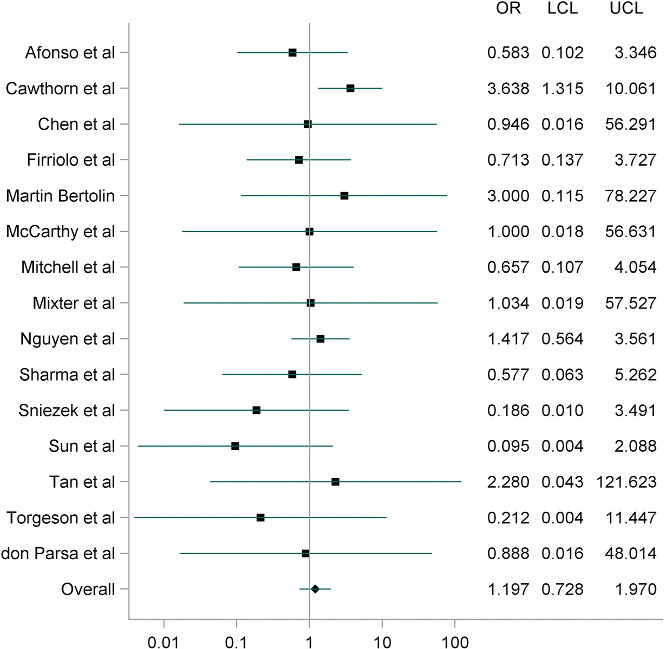 OR LCL UCL
Afonso et al 0.583 0.102 3.346
Cawthorn et al 3.638 1.315 10.061
Chen et al 0.946 0.016 56.291
Firriolo et al 0.713 0.137 3.727
Martin Bertolin 3.000 0.115 78.227
McCarthy et al 1.000 0.018 56.631
Mitchell et al 0.657 0.107 4.054
Mixter et al 1.034 0.019 57.527
Nguyen et al 1.417 0.564 3.561
Sharma et al 0.577 0.063 5.262
Sniezek et al 0.186 0.010 3.491
Sun et al 0.095 0.004 2.088
Tan et al 2.280 0.043 121.623
Torgeson et al 0.212 0.004 11.447
don Parsa et al 0.888 0.016 48.014
Overall 1.197 0.728 1.970
0.01 0.1 1 10 100